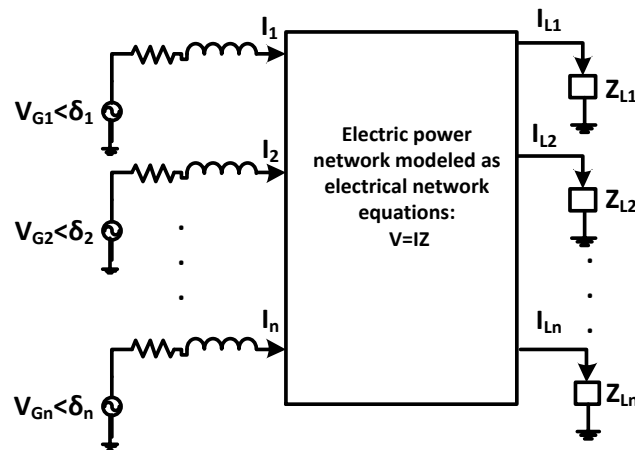 I1
IL1
ZL1
VG1<δ1
I2
IL2
Electric power
network modeled as
electrical network
equations:
V=IZ
ZL2
VG2<δ2
In
ILn
ZLn
VGn<δn